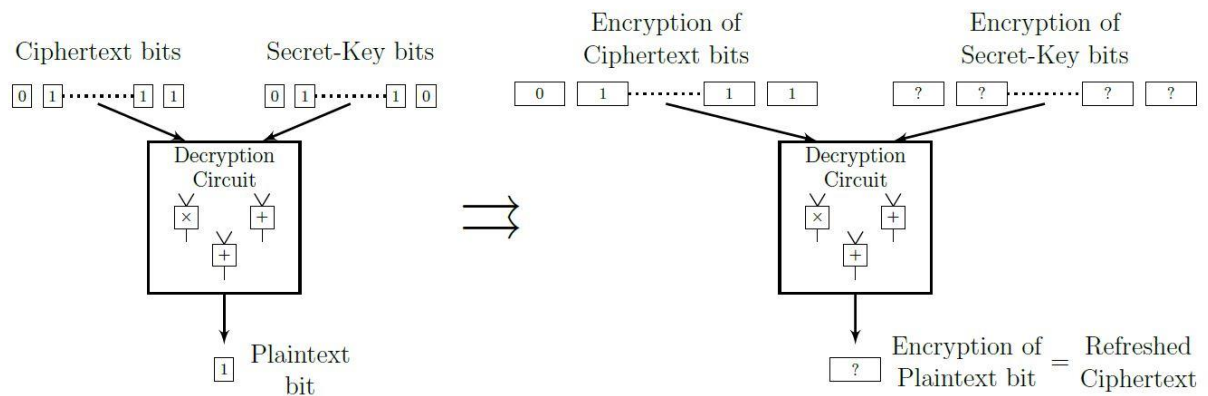 Ciphertext bits
Secret-Key bits
0 1 1 1
0 1 1 0
Decryption
Circuit
× +
+
1
Plaintext
bit
Encryption of
Ciphertext bits
Encryption of
Secret-Key bits
0 1 1 1
? ? ? ?
Decryption
Circuit
× +
+
?
Encryption of
Plaintext bit
=
Refreshed
Ciphertext